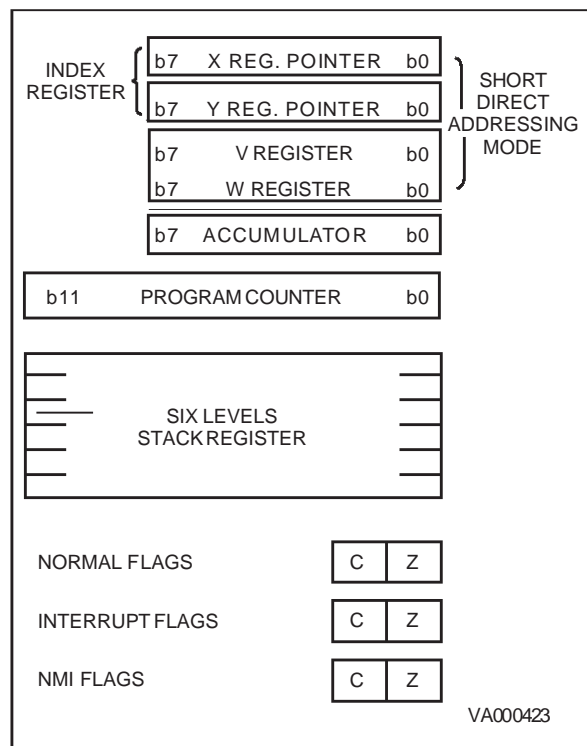 INDEX
REGISTER
b7 X REG. POINTER b0
b7 Y REG. POINTER b0
b7 V REGISTER b0
b7 W REGISTER b0
b7 ACCUMULATOR b0
SHORT
DIRECT
ADDRESSING
MODE
b11 PROGRAM COUNTER b0
SIX LEVELS
STACK REGISTER
NORMAL FLAGS C Z
INTERRUPT FLAGS C Z
NMI FLAGS C Z
VA000423